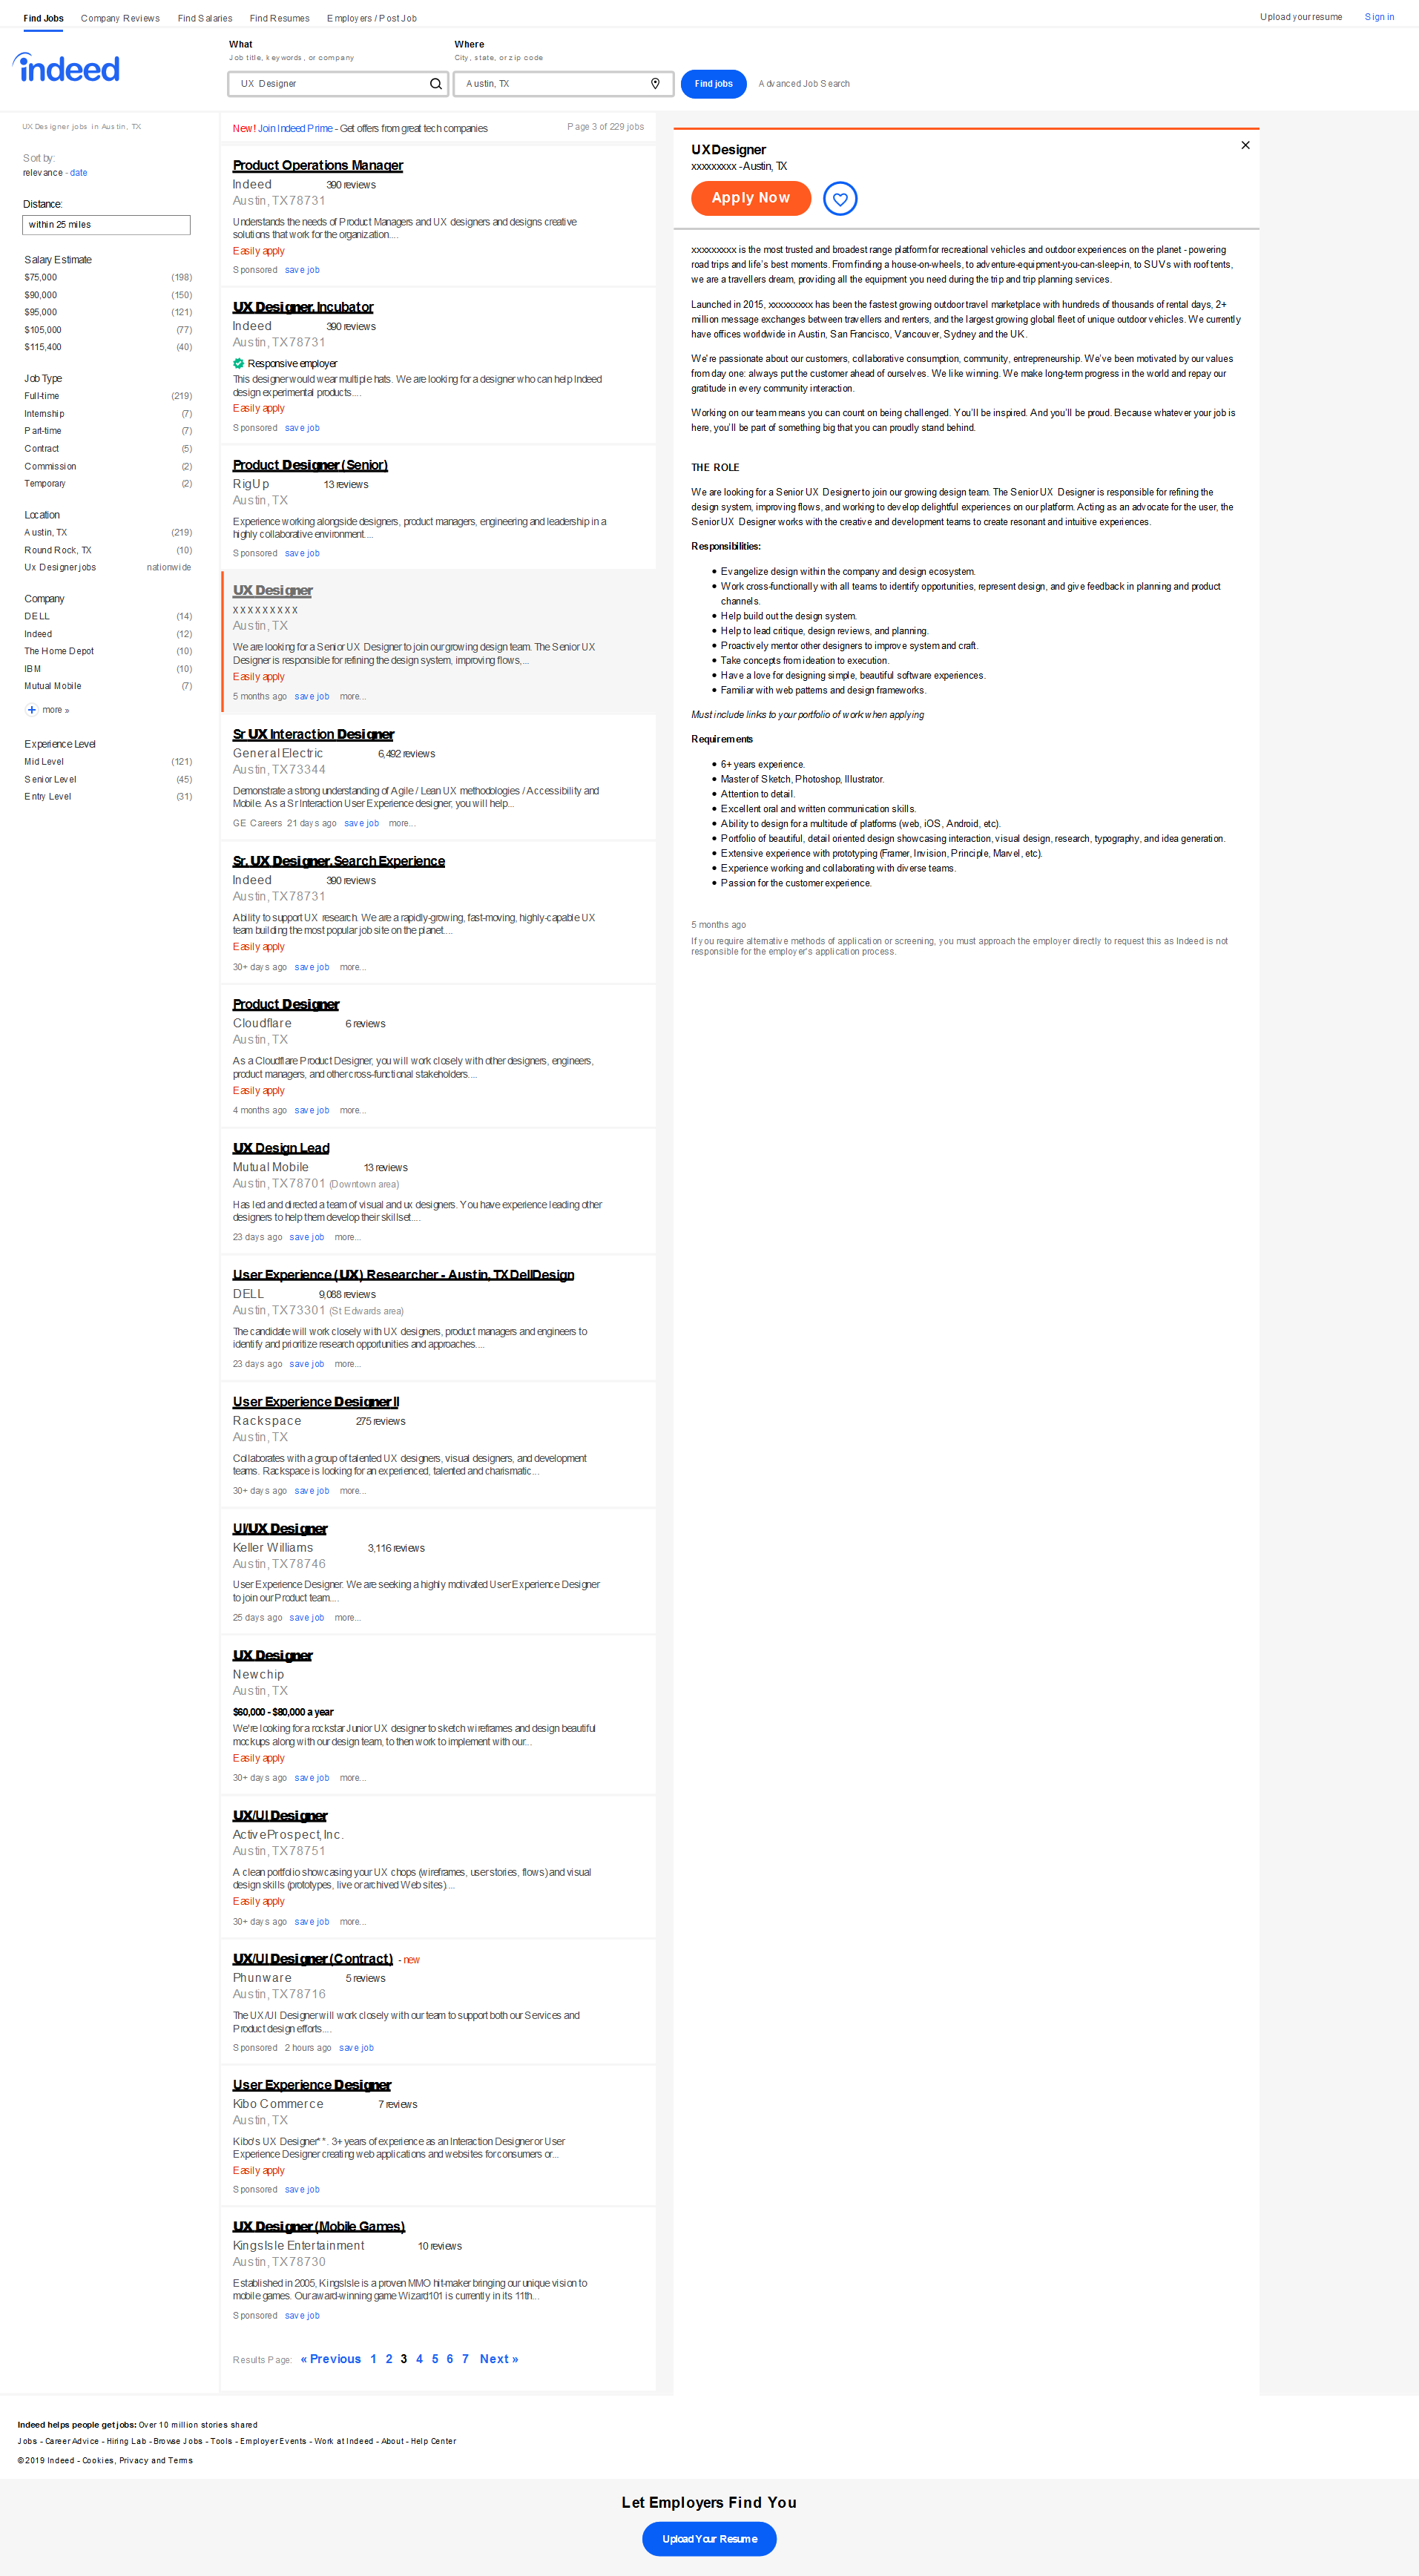 Find Jobs Company Reviews Find Salaries Find Resumes Employers / Post Job Upload your resume Sign in
indeed
What
Job title, keywords, or company
UX Designer
Where
City, state, or zip code
Austin, TX
Find jobs
Advanced Job Search
UX Designer jobs in Austin, TX
Sort by:
relevance - date
Distance:
within 25 miles
Salary Estimate
$75,000 (198)
$90,000 (150)
$95,000 (121)
$105,000 (77)
$115,400 (40)
Job Type
Full-time (219)
Internship (7)
Part-time (7)
Contract (5)
Commission (2)
Temporary (2)
Location
Austin, TX (219)
Round Rock, TX (10)
Ux Designer jobs nationwide
Company
DELL (14)
Indeed (12)
The Home Depot (10)
IBM (10)
Mutual Mobile (7)
more »
Experience Level
Mid Level (121)
Senior Level (45)
Entry Level (31)
New! Join Indeed Prime - Get offers from great tech companies Page 3 of 229 jobs
Product Operations Manager
Indeed 390 reviews
Austin, TX 78731
Understands the needs of Product Managers and UX designers and designs creative
solutions that work for the organization....
Easily apply
Sponsored save job
UX Designer, Incubator
Indeed 390 reviews
Austin, TX 78731
Responsive employer
This designer would wear multiple hats. We are looking for a designer who can help Indeed
design experimental products....
Easily apply
Sponsored save job
Product Designer (Senior)
RigUp 13 reviews
Austin, TX
Experience working alongside designers, product managers, engineering and leadership in a
highly collaborative environment....
Sponsored save job
UX Designer
xxxxxxxxx
Austin, TX
We are looking for a Senior UX Designer to join our growing design team. The Senior UX
Designer is responsible for refining the design system, improving flows,...
Easily apply
5 months ago save job more...
Sr UX Interaction Designer
General Electric 6,492 reviews
Austin, TX 73344
Demonstrate a strong understanding of Agile / Lean UX methodologies / Accessibility and
Mobile. As a Sr Interaction User Experience designer, you will help...
GE Careers 21 days ago save job more...
Sr. UX Designer, Search Experience
Indeed 390 reviews
Austin, TX 78731
Ability to support UX research. We are a rapidly-growing, fast-moving, highly-capable UX
team building the most popular job site on the planet....
Easily apply
30+ days ago save job more...
Product Designer
Cloudflare 6 reviews
Austin, TX
As a Cloudflare Product Designer, you will work closely with other designers, engineers,
product managers, and other cross-functional stakeholders....
Easily apply
4 months ago save job more...
UX Design Lead
Mutual Mobile 13 reviews
Austin, TX 78701 (Downtown area)
Has led and directed a team of visual and ux designers. You have experience leading other
designers to help them develop their skillset....
23 days ago save job more...
User Experience (UX) Researcher - Austin, TX DellDesign
DELL 9,088 reviews
Austin, TX 73301 (St Edwards area)
The candidate will work closely with UX designers, product managers and engineers to
identify and prioritize research opportunities and approaches....
23 days ago save job more...
User Experience Designer II
Rackspace 275 reviews
Austin, TX
Collaborates with a group of talented UX designers, visual designers, and development
teams. Rackspace is looking for an experienced, talented and charismatic...
30+ days ago save job more...
UI/UX Designer
Keller Williams 3,116 reviews
Austin, TX 78746
User Experience Designer. We are seeking a highly motivated User Experience Designer
to join our Product team....
25 days ago save job more...
UX Designer
Newchip
Austin, TX
$60,000 - $80,000 a year
We're looking for a rockstar Junior UX designer to sketch wireframes and design beautiful
mockups along with our design team, to then work to implement with our...
Easily apply
30+ days ago save job more...
UX/UI Designer
ActiveProspect, Inc.
Austin, TX 78751
A clean portfolio showcasing your UX chops (wireframes, user stories, flows) and visual
design skills (prototypes, live or archived Web sites)....
Easily apply
30+ days ago save job more...
UX/UI Designer (Contract) - new
Phunware 5 reviews
Austin, TX 78716
The UX/UI Designer will work closely with our team to support both our Services and
Product design efforts....
Sponsored 2 hours ago save job
User Experience Designer
Kibo Commerce 7 reviews
Austin, TX
Kibo's UX Designer**. 3+ years of experience as an Interaction Designer or User
Experience Designer creating web applications and websites for consumers or...
Easily apply
Sponsored save job
UX Designer (Mobile Games)
KingsIsle Entertainment 10 reviews
Austin, TX 78730
Established in 2005, KingsIsle is a proven MMO hit-maker bringing our unique vision to
mobile games. Our award-winning game Wizard101 is currently in its 11th...
Sponsored save job
Results Page: « Previous 1 2 3 4 5 6 7 Next »
UX Designer
xxxxxxxxx - Austin, TX
Apply Now
xxxxxxxxx is the most trusted and broadest range platform for recreational vehicles and outdoor experiences on the planet - powering
road trips and life's best moments. From finding a house-on-wheels, to adventure-equipment-you-can-sleep-in, to SUVs with roof tents,
we are a travellers dream, providing all the equipment you need during the trip and trip planning services.
Launched in 2015, xxxxxxxxx has been the fastest growing outdoor travel marketplace with hundreds of thousands of rental days, 2+
million message exchanges between travellers and renters, and the largest growing global fleet of unique outdoor vehicles. We currently
have offices worldwide in Austin, San Francisco, Vancouver, Sydney and the UK.
We're passionate about our customers, collaborative consumption, community, entrepreneurship. We've been motivated by our values
from day one: always put the customer ahead of ourselves. We like winning. We make long-term progress in the world and repay our
gratitude in every community interaction.
Working on our team means you can count on being challenged. You'll be inspired. And you'll be proud. Because whatever your job is
here, you'll be part of something big that you can proudly stand behind.
THE ROLE
We are looking for a Senior UX Designer to join our growing design team. The Senior UX Designer is responsible for refining the
design system, improving flows, and working to develop delightful experiences on our platform. Acting as an advocate for the user, the
Senior UX Designer works with the creative and development teams to create resonant and intuitive experiences.
Responsibilities:
• Evangelize design within the company and design ecosystem.
• Work cross-functionally with all teams to identify opportunities, represent design, and give feedback in planning and product
channels.
• Help build out the design system.
• Help to lead critique, design reviews, and planning.
• Proactively mentor other designers to improve system and craft.
• Take concepts from ideation to execution.
• Have a love for designing simple, beautiful software experiences.
• Familiar with web patterns and design frameworks.
Must include links to your portfolio of work when applying
Requirements
• 6+ years experience.
• Master of Sketch, Photoshop, Illustrator.
• Attention to detail.
• Excellent oral and written communication skills.
• Ability to design for a multitude of platforms (web, iOS, Android, etc).
• Portfolio of beautiful, detail oriented design showcasing interaction, visual design, research, typography, and idea generation.
• Extensive experience with prototyping (Framer, Invision, Principle, Marvel, etc).
• Experience working and collaborating with diverse teams.
• Passion for the customer experience.
5 months ago
If you require alternative methods of application or screening, you must approach the employer directly to request this as Indeed is not
responsible for the employer's application process.
Indeed helps people get jobs: Over 10 million stories shared
Jobs - Career Advice - Hiring Lab - Browse Jobs - Tools - Employer Events - Work at Indeed - About - Help Center
©2019 Indeed - Cookies, Privacy and Terms
Let Employers Find You
Upload Your Resume